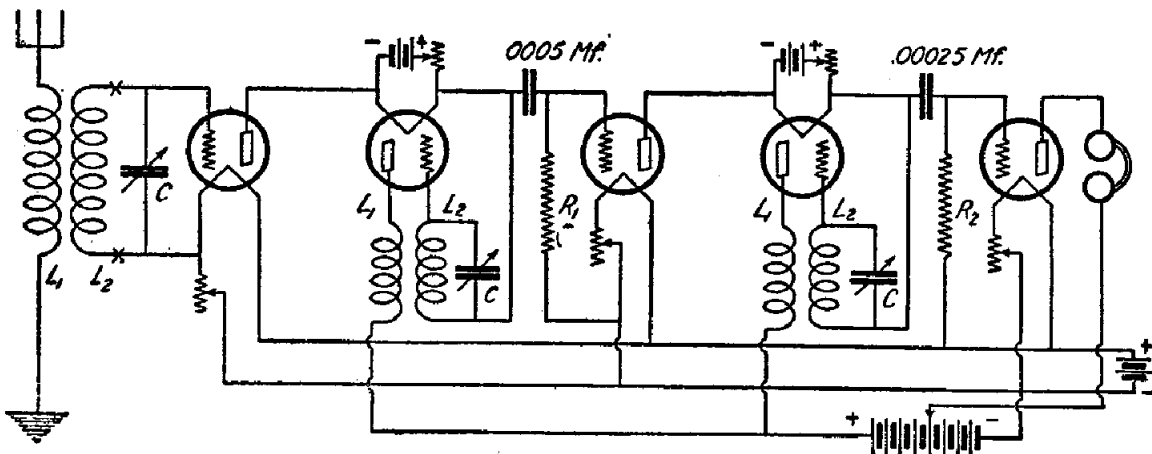 - +
.0005 Mf.
- +
.00025 Mf.
C
L1 L2
L1 L2
C
R1
L1 L2
C
R2
+
-
+ -